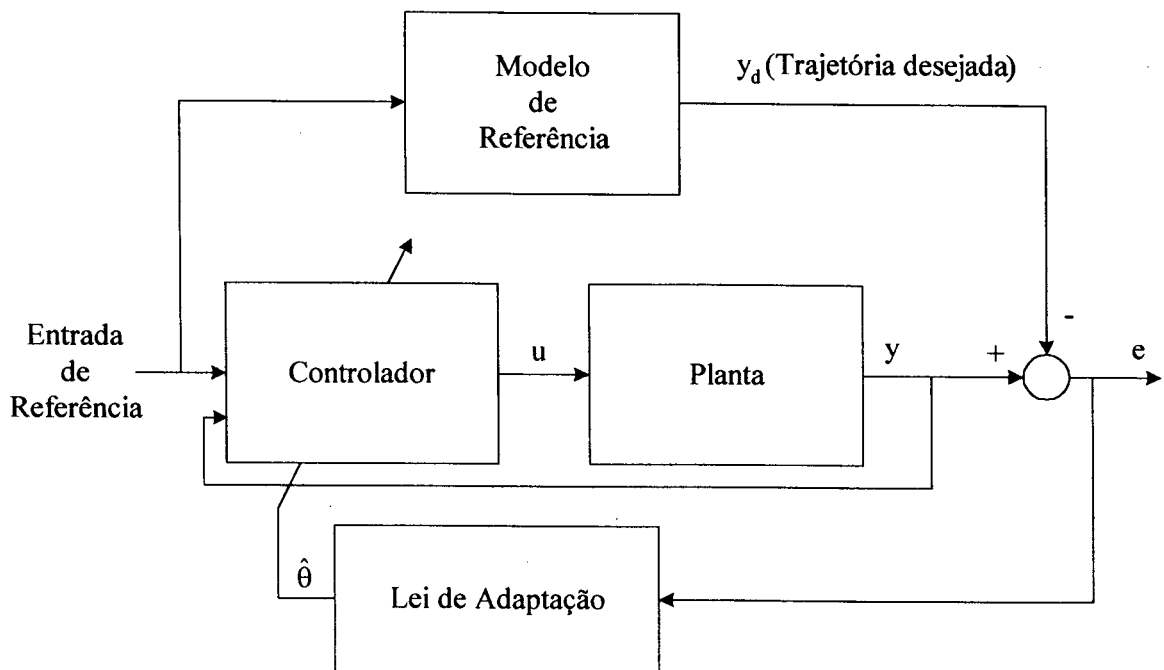 Modelo
de
Referência
y_d (Trajetória desejada)
Entrada
de
Referência
Controlador
u
Planta
y
+
-
e
θ̂
Lei de Adaptação